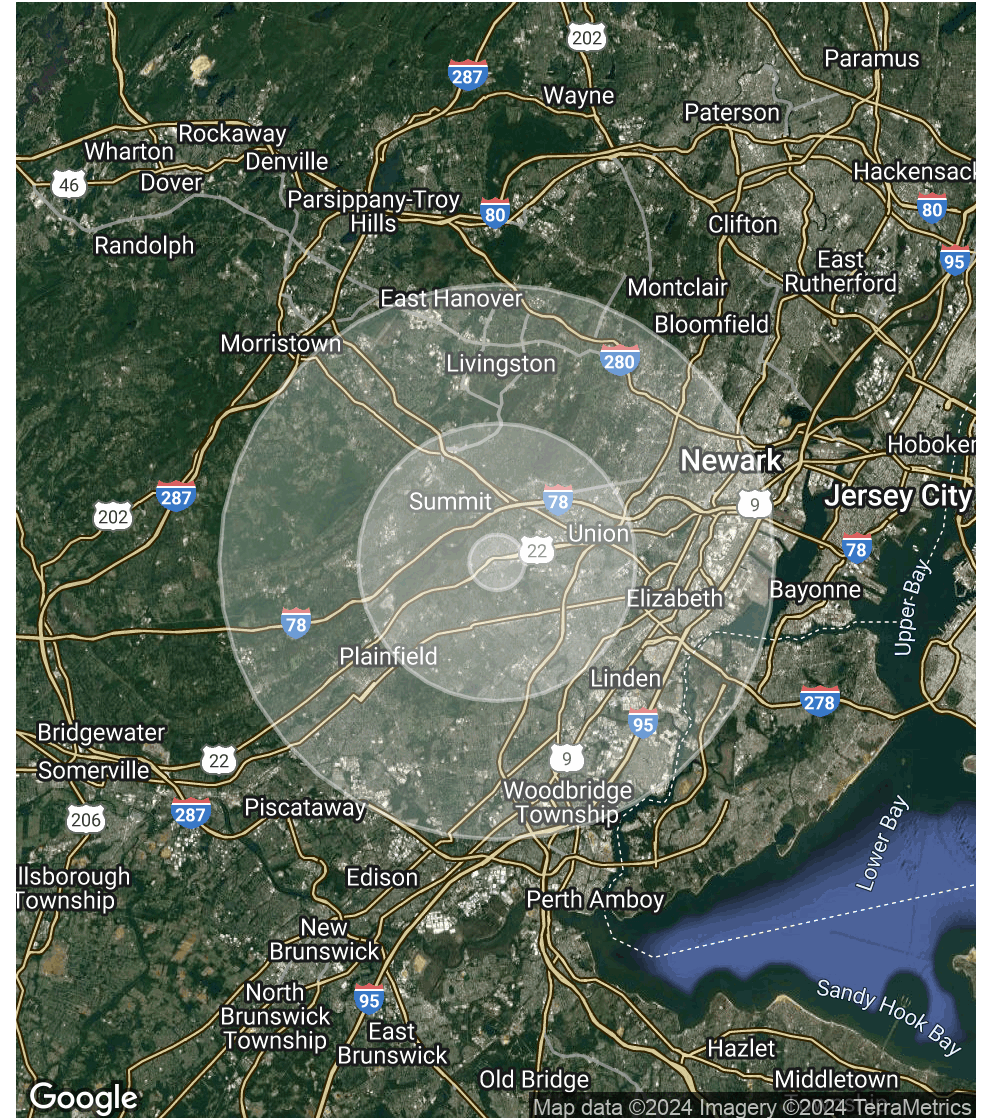 202
Paramus
287
Wayne
Paterson
Rockaway
Wharton
Denville
46
Dover
Hackensack
Parsippany-Troy
Hills
80
80
Clifton
Randolph
95
East
Rutherford
East Hanover
Montclair
Bloomfield
Morristown
Livingston
280
Hoboken
Newark
287
Summit
78
9
Jersey City
202
Union
22
78
Elizabeth
Bayonne
Upper-Bay
78
Plainfield
Linden
278
95
Bridgewater
22
9
Somerville
Woodbridge
Township
287
Piscataway
206
Lower Bay
Edison
llsborough
Township
Perth Amboy
New
Brunswick
95
North
Brunswick
Township
Sandy Hook Bay
East
Brunswick
Hazlet
Old Bridge
Middletown
Google
Map data ©2024 Imagery ©2024 TerraMetrics